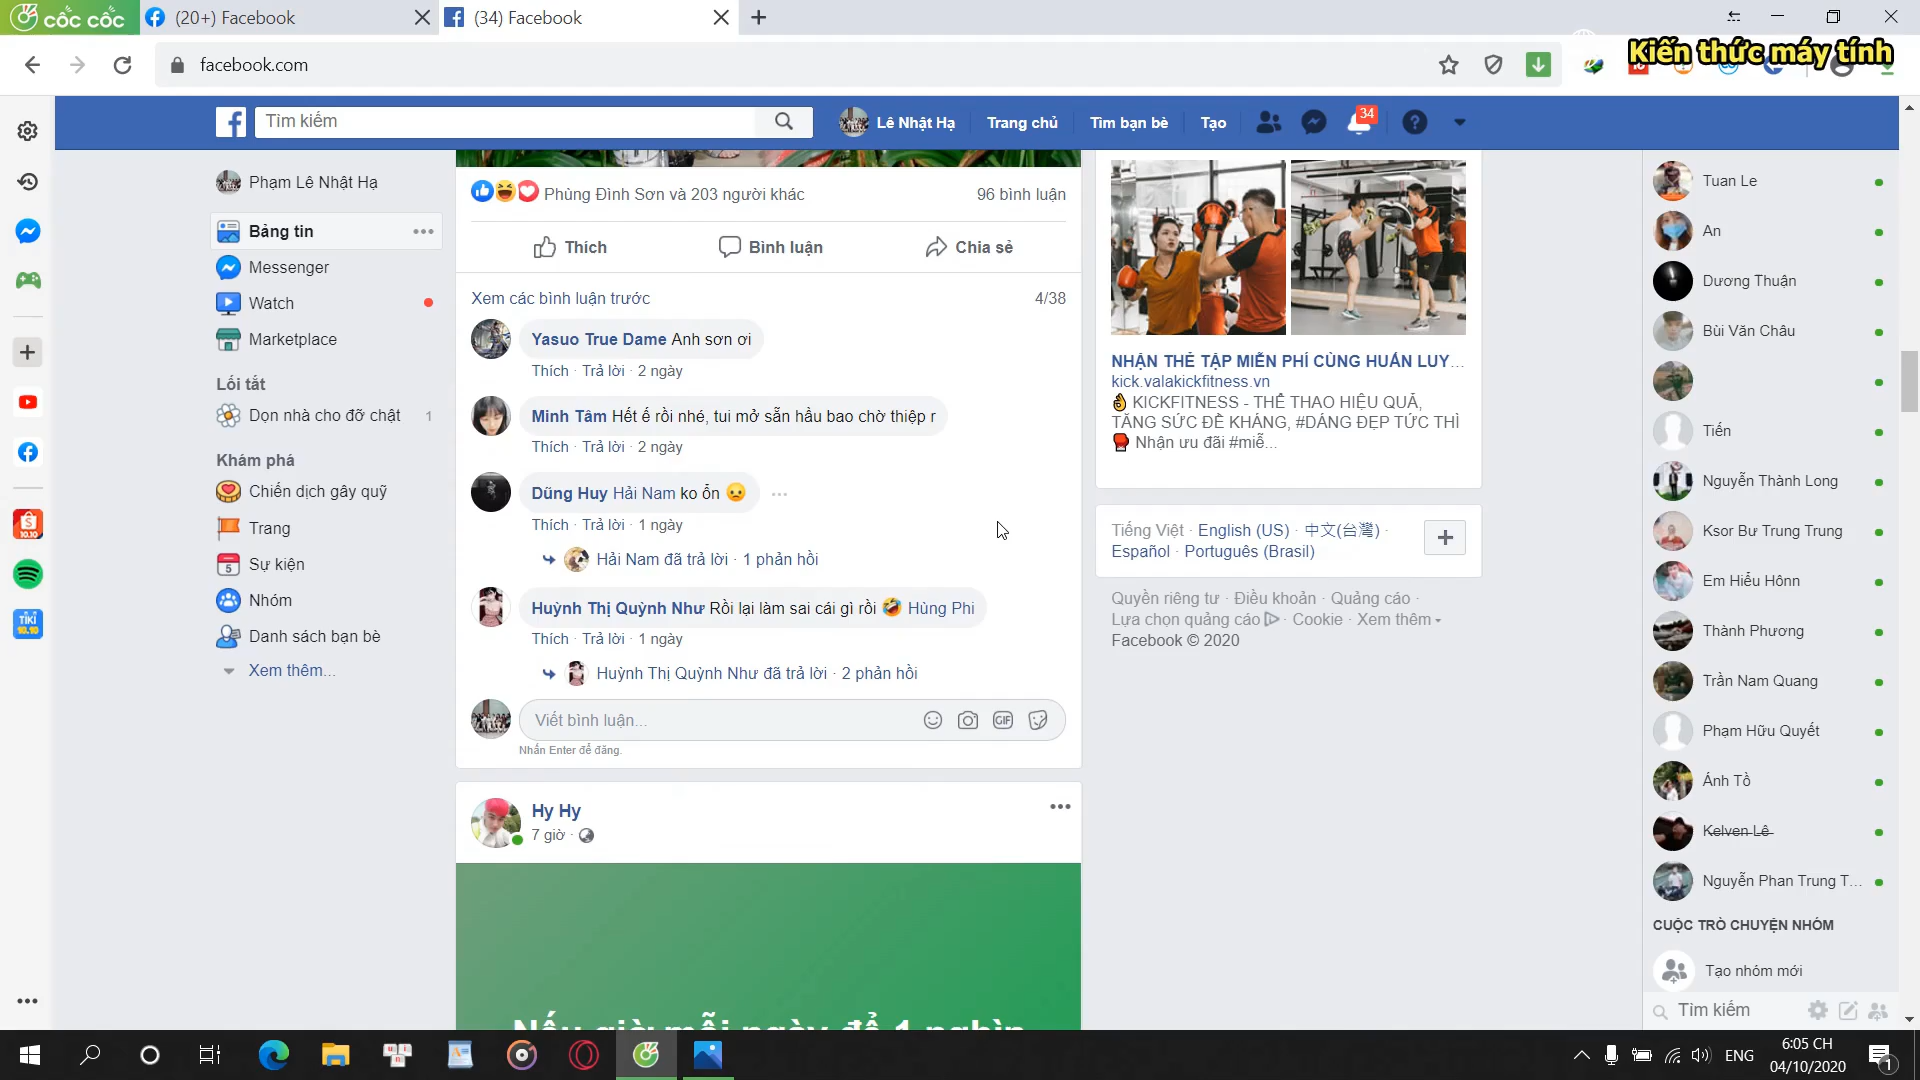 cốc cốc
(20+) Facebook
(34) Facebook
facebook.com
Kiến thức máy tính
Tìm kiếm
Lê Nhật Hạ
Trang chủ
Tìm bạn bè
Tạo
34
Phạm Lê Nhật Hạ
Bảng tin
Messenger
Watch
Marketplace
Lối tắt
Dọn nhà cho đỡ chật 1
Khám phá
Chiến dịch gây quỹ
Trang
5
Sự kiện
Nhóm
Danh sách bạn bè
Xem thêm...
10.10
TIKI
10.10
Phùng Đình Sơn và 203 người khác
96 bình luận
Thích
Bình luận
Chia sẻ
Xem các bình luận trước
4/38
Yasuo True Dame Anh sơn ơi
Thích · Trả lời · 2 ngày
Minh Tâm Hết ế rồi nhé, tui mở sẵn hầu bao chờ thiệp r
Thích · Trả lời · 2 ngày
Dũng Huy Hải Nam ko ổn 😟
Thích · Trả lời · 1 ngày
Hải Nam đã trả lời · 1 phản hồi
Huỳnh Thị Quỳnh Như Rồi lại làm sai cái gì rồi 🤣 Hùng Phi
Thích · Trả lời · 1 ngày
Huỳnh Thị Quỳnh Như đã trả lời · 2 phản hồi
Viết bình luận...
GIF
Nhấn Enter để đăng.
Hy Hy
7 giờ ·
Nếu giờ mỗi ngày để 1 nghìn
NHẬN THẺ TẬP MIỄN PHÍ CÙNG HUẤN LUY...
kick.valakickfitness.vn
👌 KICKFITNESS - THỂ THAO HIỆU QUẢ,
TĂNG SỨC ĐỀ KHÁNG, #DÁNG ĐẸP TỨC THÌ
🥊 Nhận ưu đãi #miễ...
Tiếng Việt · English (US) · 中文(台灣) ·
Español · Português (Brasil)
Quyền riêng tư · Điều khoản · Quảng cáo ·
Lựa chọn quảng cáo · Cookie · Xem thêm
Facebook © 2020
Tuan Le
An
Dương Thuận
Bùi Văn Châu
Tiến
Nguyễn Thành Long
Ksor Bư Trung Trung
Em Hiểu Hônn
Thành Phương
Trần Nam Quang
Phạm Hữu Quyết
Ánh Tồ
Kelven Lê
Nguyễn Phan Trung T...
CUỘC TRÒ CHUYỆN NHÓM
Tạo nhóm mới
Tìm kiếm
ENG
6:05 CH
04/10/2020
1